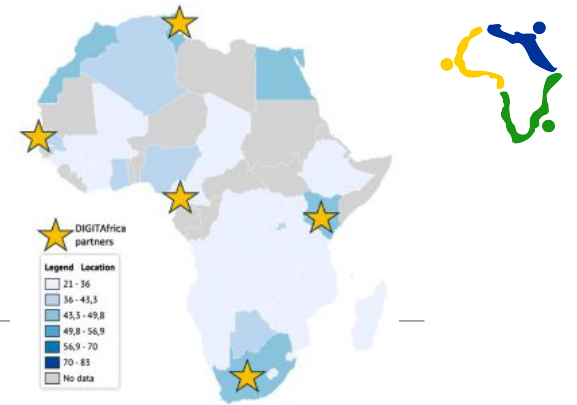 DIGITAfrica
partners
Legend Location
21 - 36
36 - 43,3
43,3 - 49,8
49,8 - 56,9
56,9 - 70
70 - 83
No data